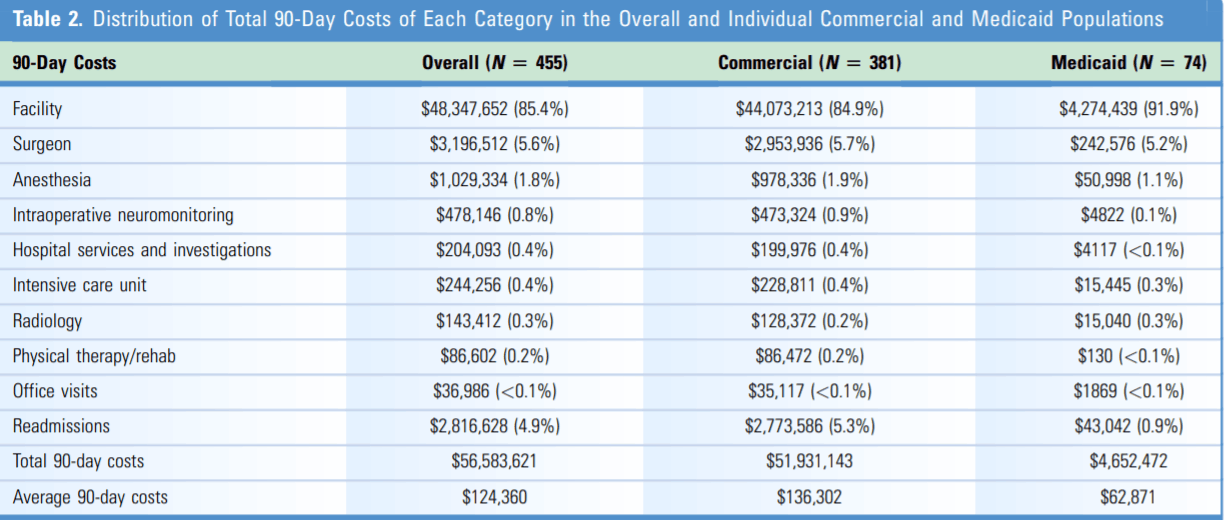 Table 2. Distribution of Total 90-Day Costs of Each Category in the Overall and Individual Commercial and Medicaid Populations
90-Day Costs Overall (N = 455) Commercial (N = 381) Medicaid (N = 74)
Facility $48,347,652 (85.4%) $44,073,213 (84.9%) $4,274,439 (91.9%)
Surgeon $3,196,512 (5.6%) $2,953,936 (5.7%) $242,576 (5.2%)
Anesthesia $1,029,334 (1.8%) $978,336 (1.9%) $50,998 (1.1%)
Intraoperative neuromonitoring $478,146 (0.8%) $473,324 (0.9%) $4822 (0.1%)
Hospital services and investigations $204,093 (0.4%) $199,976 (0.4%) $4117 (<0.1%)
Intensive care unit $244,256 (0.4%) $228,811 (0.4%) $15,445 (0.3%)
Radiology $143,412 (0.3%) $128,372 (0.2%) $15,040 (0.3%)
Physical therapy/rehab $86,602 (0.2%) $86,472 (0.2%) $130 (<0.1%)
Office visits $36,986 (<0.1%) $35,117 (<0.1%) $1869 (<0.1%)
Readmissions $2,816,628 (4.9%) $2,773,586 (5.3%) $43,042 (0.9%)
Total 90-day costs $56,583,621 $51,931,143 $4,652,472
Average 90-day costs $124,360 $136,302 $62,871